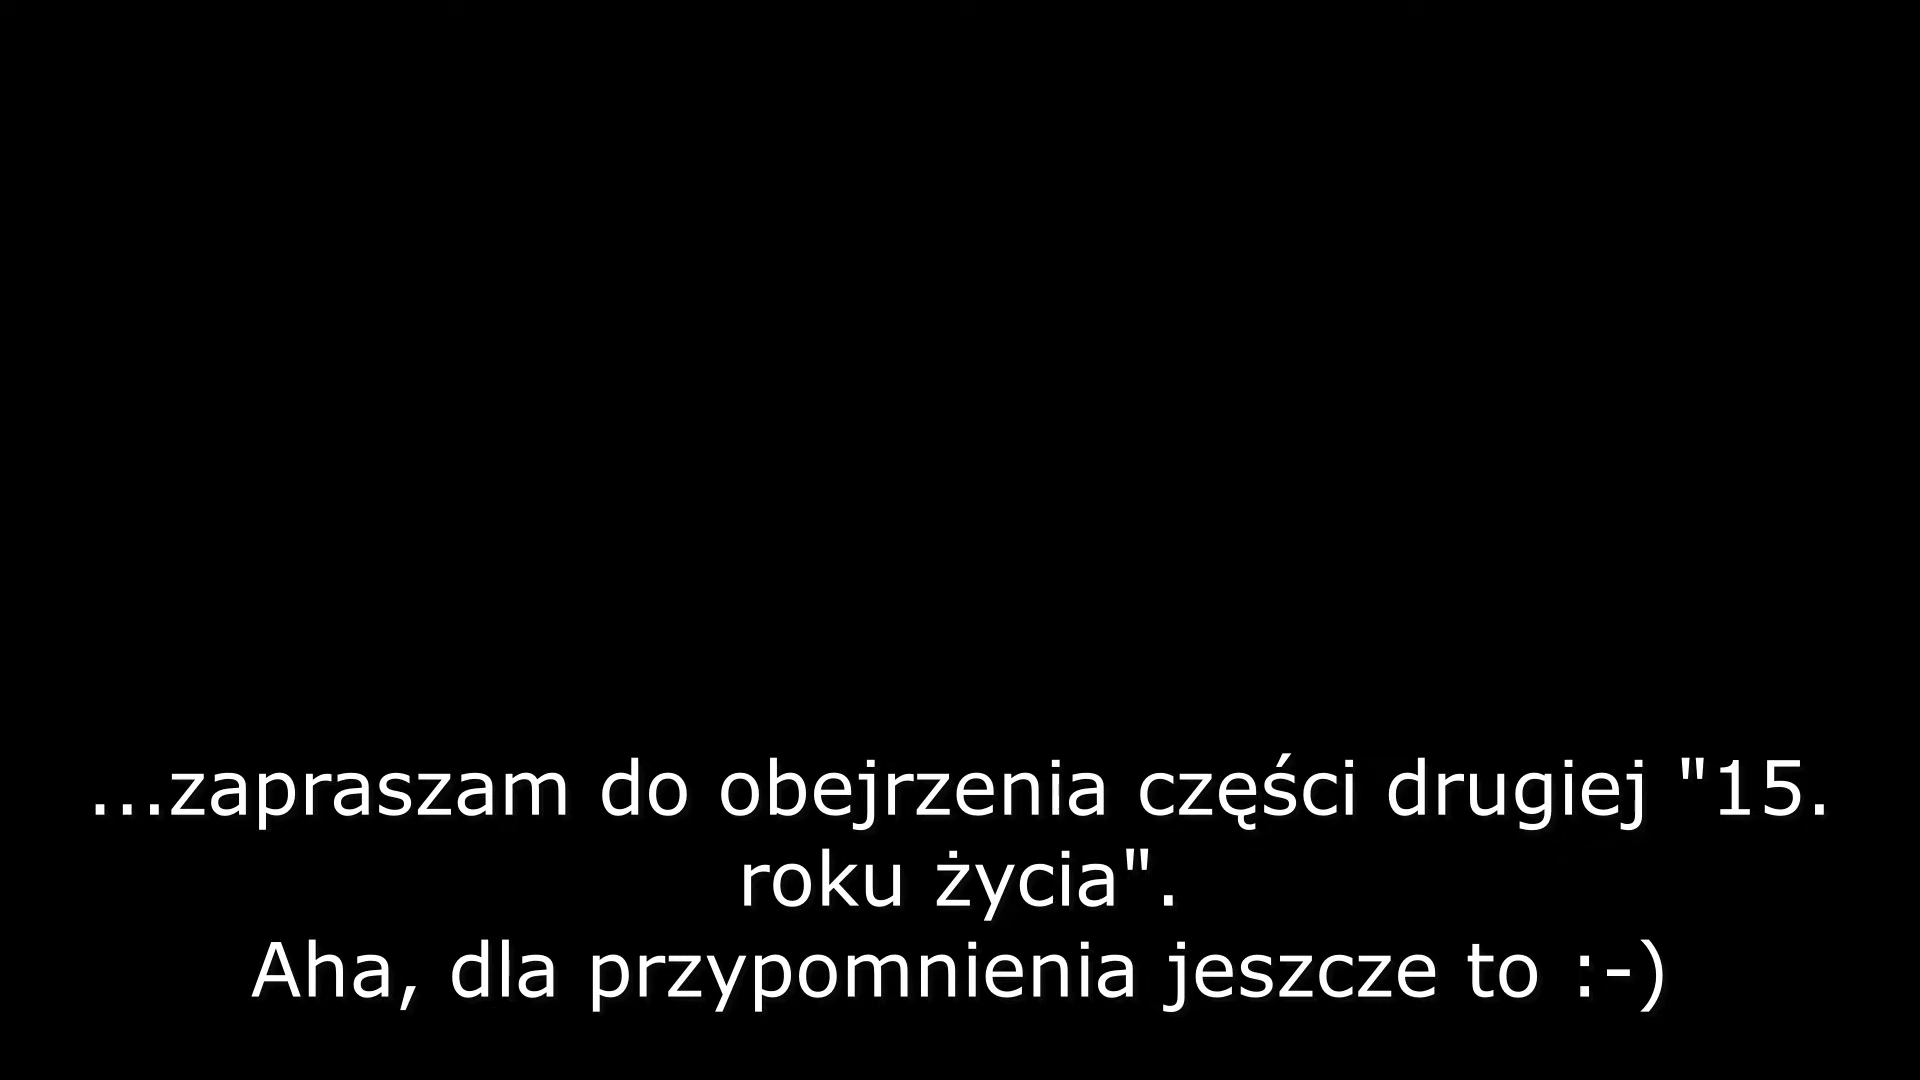 ...zapraszam do obejrzenia części drugiej "15.
roku życia".
Aha, dla przypomnienia jeszcze to :-)